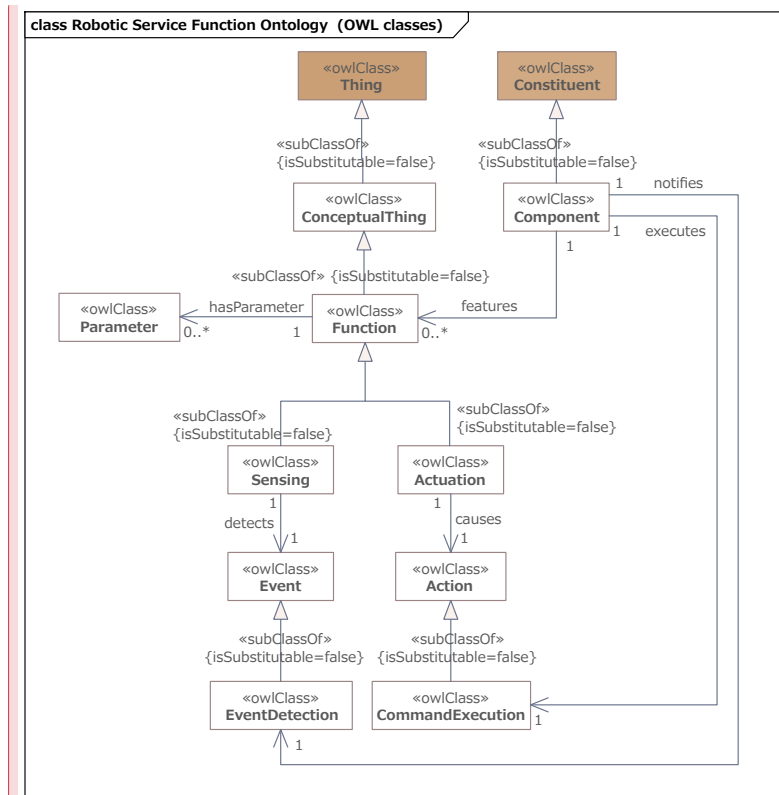 class Robotic Service Function Ontology (OWL classes)
«owlClass»
Thing
«owlClass»
Constituent
«subClassOf»
{isSubstitutable=false}
«subClassOf»
{isSubstitutable=false}
«owlClass»
ConceptualThing
«owlClass»
Component
1
notifies
1
executes
1
«subClassOf» {isSubstitutable=false}
«owlClass»
Parameter
hasParameter
0..*
1
«owlClass»
Function
features
0..*
«subClassOf»
{isSubstitutable=false}
«subClassOf»
{isSubstitutable=false}
«owlClass»
Sensing
«owlClass»
Actuation
1
detects
1
1
causes
1
«owlClass»
Event
«owlClass»
Action
«subClassOf»
{isSubstitutable=false}
«subClassOf»
{isSubstitutable=false}
«owlClass»
EventDetection
«owlClass»
CommandExecution
1
1